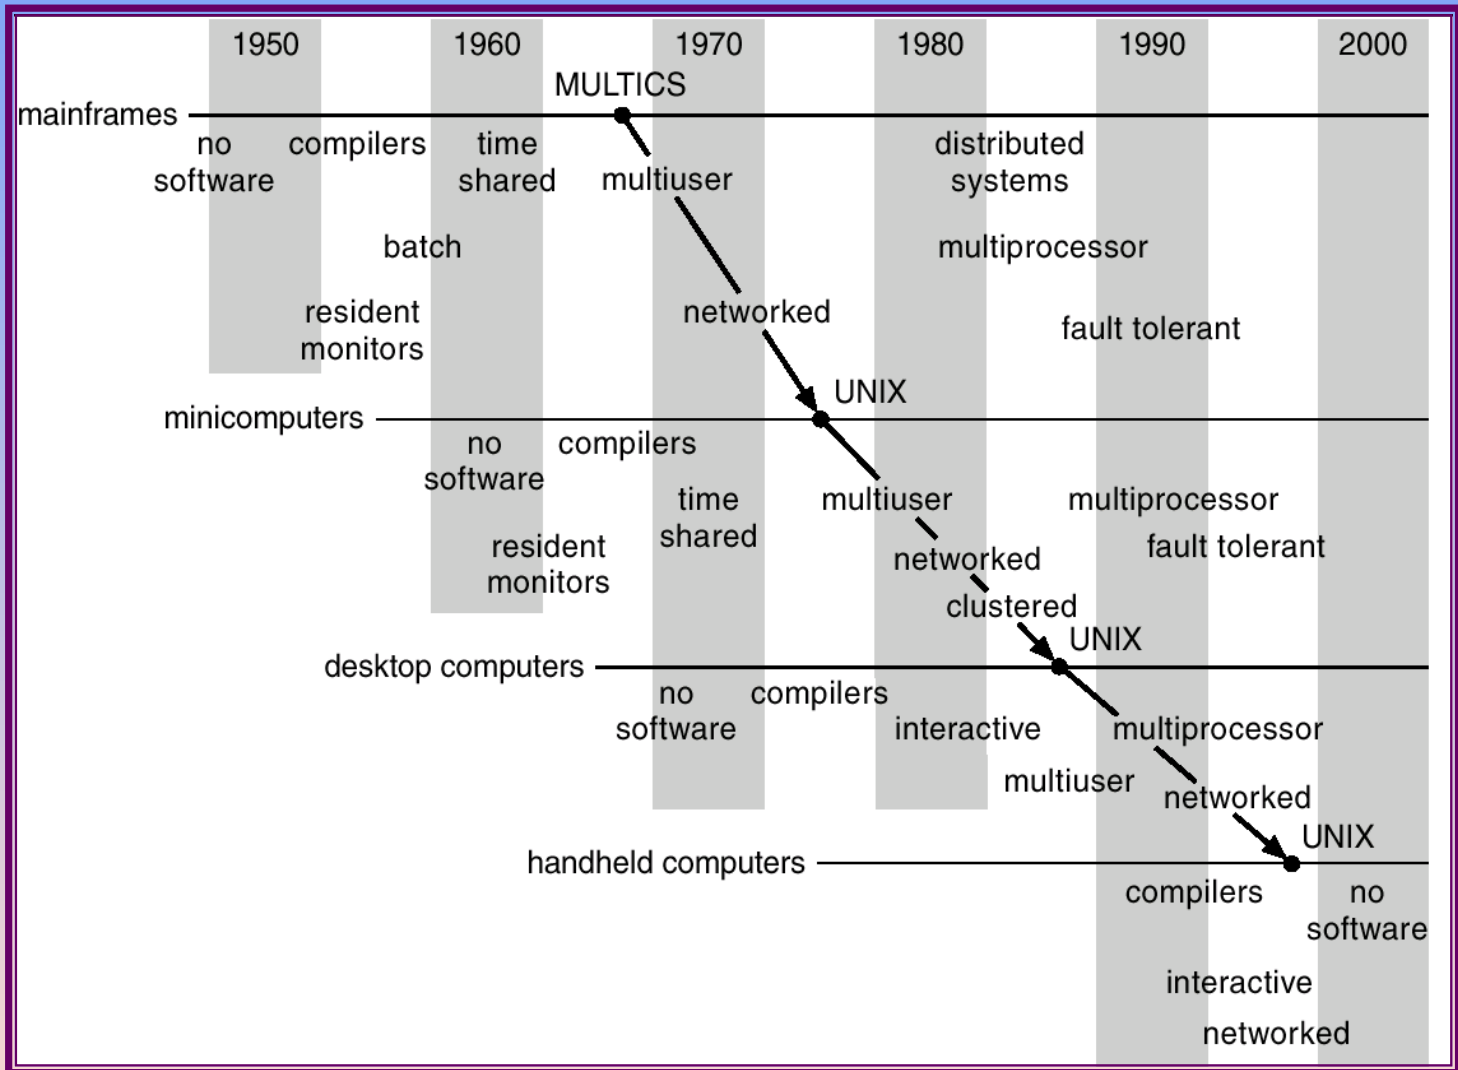 1950 1960 1970 1980 1990 2000
MULTICS
mainframes
no compilers time distributed
software shared multiuser systems
batch multiprocessor
resident networked fault tolerant
monitors
UNIX
minicomputers
no compilers
software
time multiuser multiprocessor
shared
resident networked fault tolerant
monitors
clustered
UNIX
desktop computers
no compilers
software interactive multiprocessor
multiuser
networked
UNIX
handheld computers
compilers no
software
interactive
networked